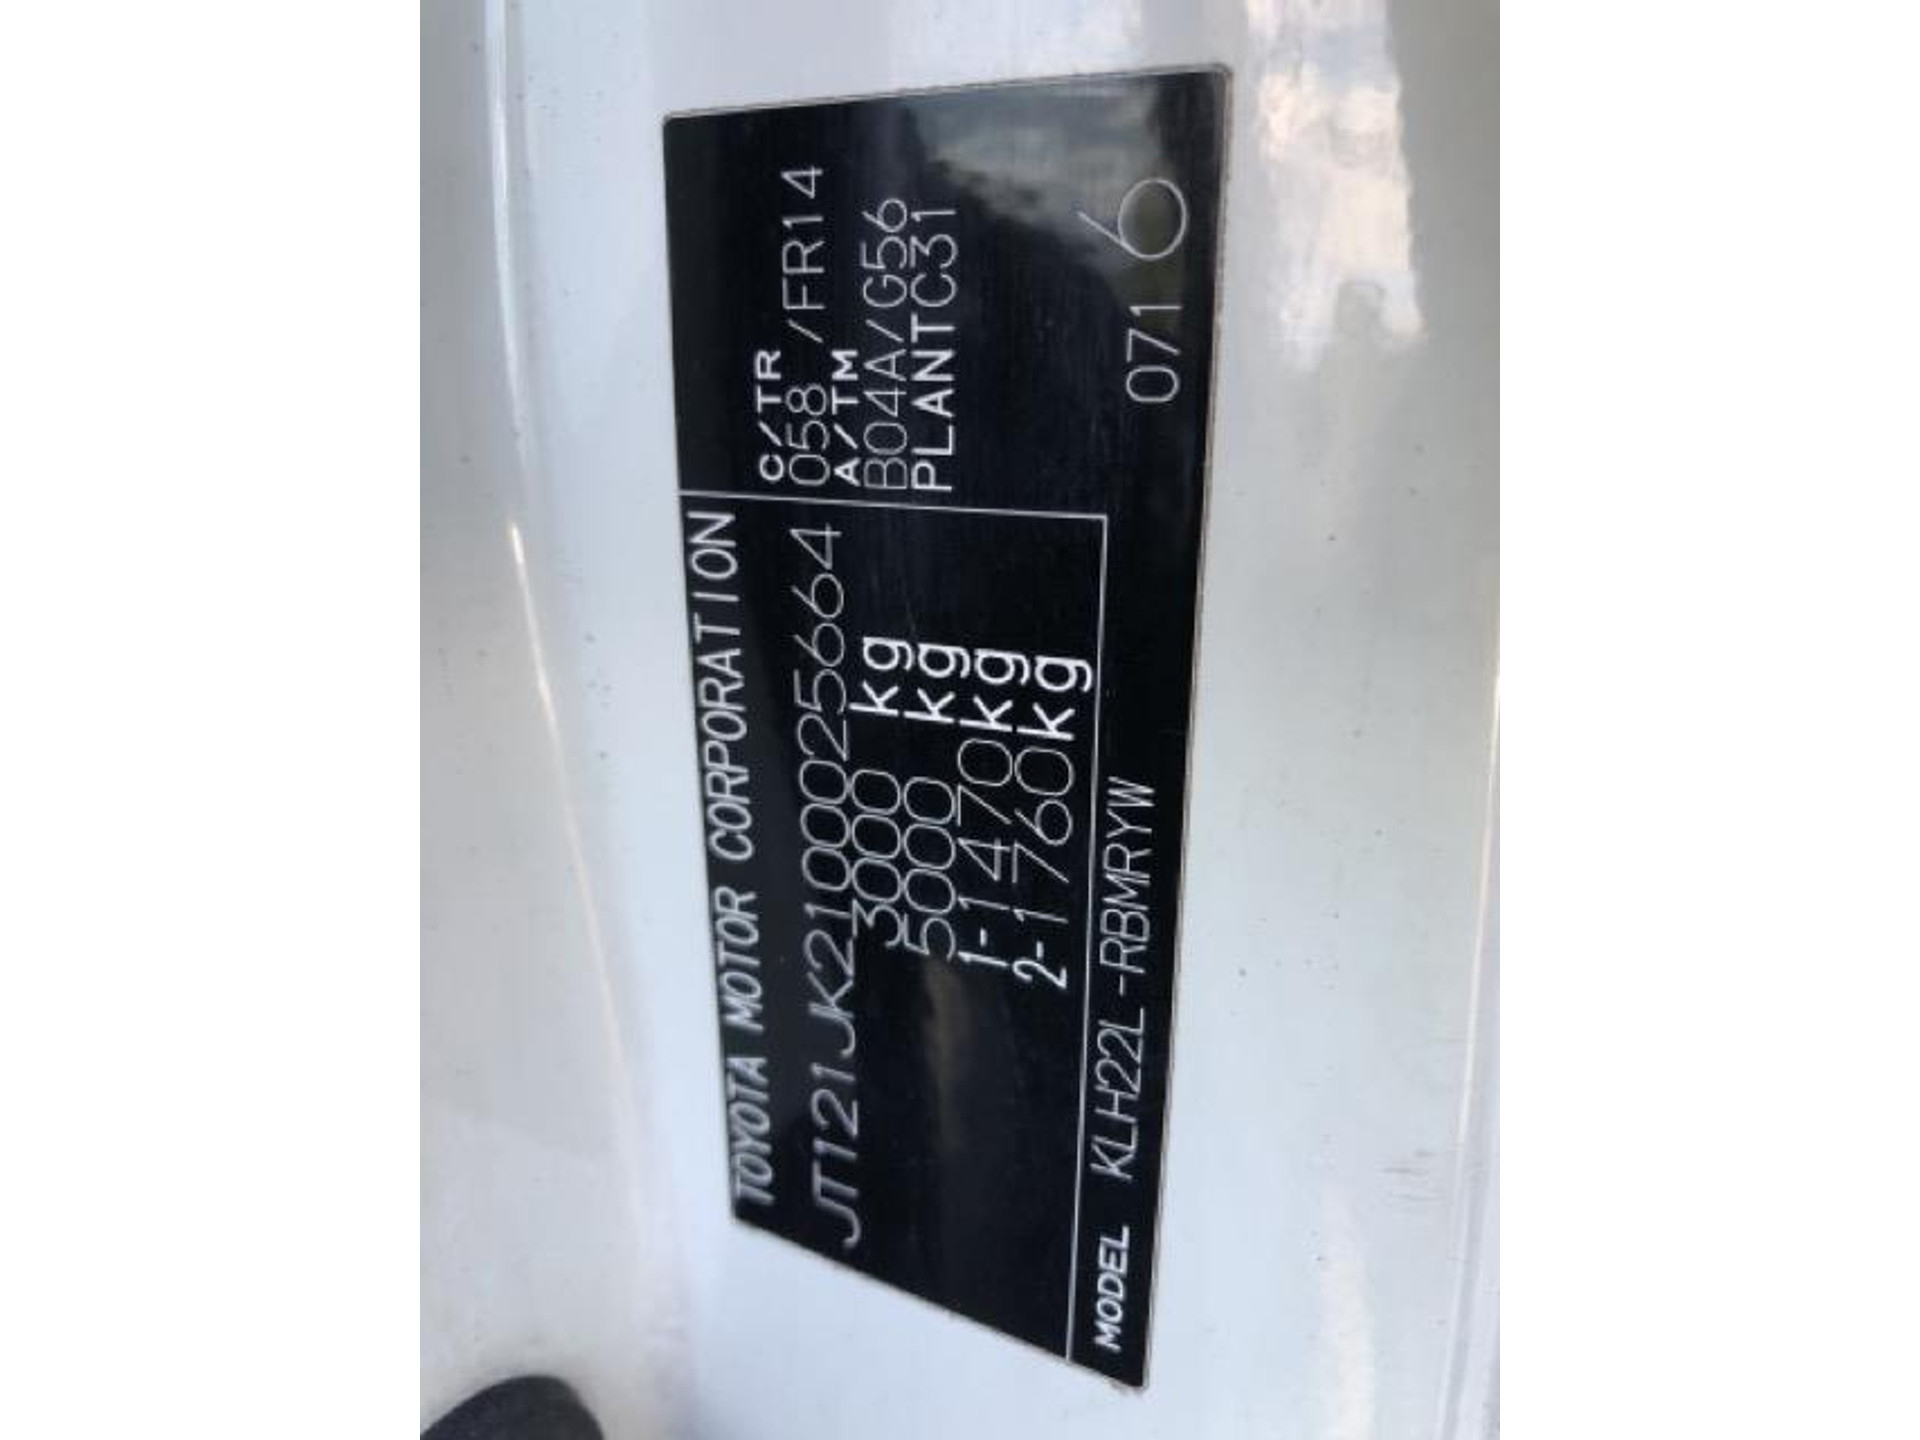 TOYOTA MOTOR CORPORATION
JT121JK2100025664
3000 kg
5000 kg
1-1470kg
2-1760kg
C/TR
058 /FR14
A/TM
B04A/G56
PLANTC31
MODEL KLH22L-RBMRYW
071 6